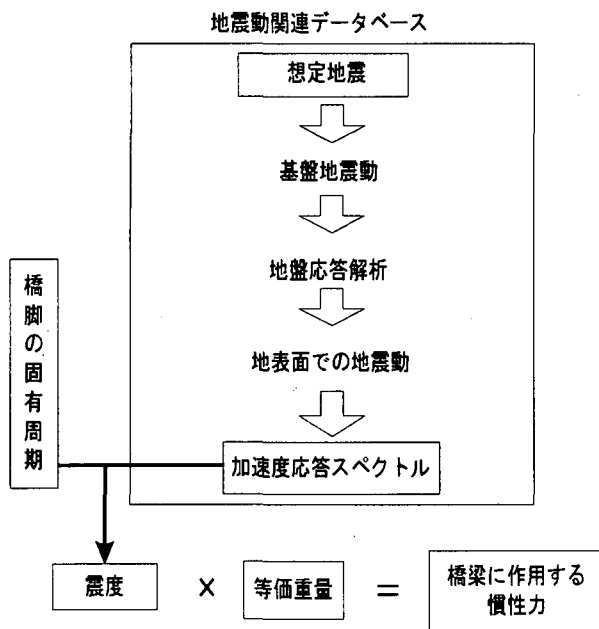 地震動関連データベース
想定地震
基盤地震動
地盤応答解析
地表面での地震動
加速度応答スペクトル
橋脚の固有周期
震度 × 等価重量 = 橋梁に作用する
慣性力